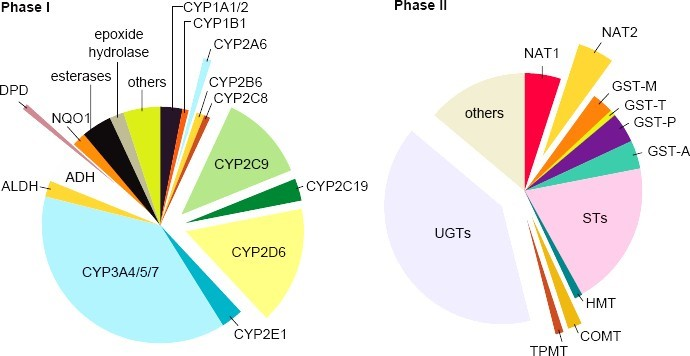 Phase I
CYP1A1/2
CYP1B1
CYP2A6
CYP2B6
CYP2C8
CYP2C9
CYP2C19
CYP2D6
CYP2E1
CYP3A4/5/7
ALDH
ADH
DPD
NQO1
esterases
epoxide
hydrolase
others
Phase II
NAT1
NAT2
GST-M
GST-T
GST-P
GST-A
STs
HMT
COMT
TPMT
UGTs
others